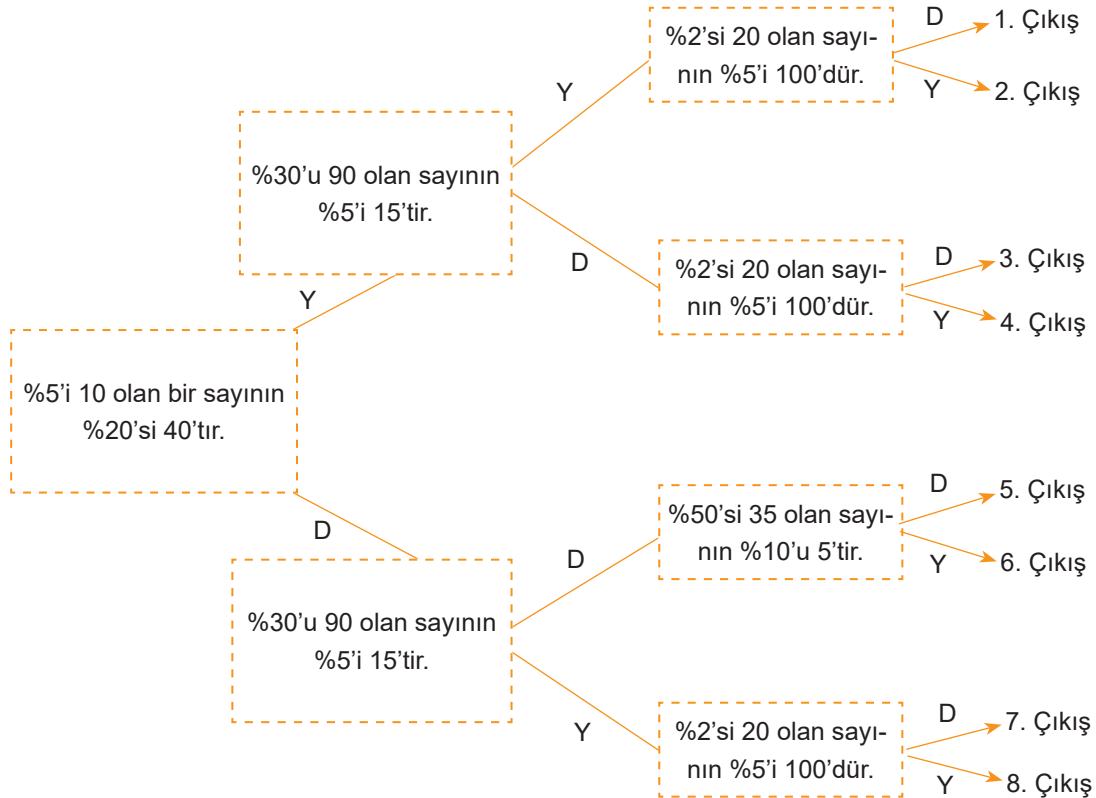 %2'si 20 olan sayı-
nın %5'i 100'dür.
D
1. Çıkış
Y
2. Çıkış
Y
%30'u 90 olan sayının
%5'i 15'tir.
D
%2'si 20 olan sayı-
nın %5'i 100'dür.
D
3. Çıkış
Y
4. Çıkış
Y
%5'i 10 olan bir sayının
%20'si 40'tır.
D
%50'si 35 olan sayı-
nın %10'u 5'tir.
D
5. Çıkış
Y
6. Çıkış
D
%30'u 90 olan sayının
%5'i 15'tir.
Y
%2'si 20 olan sayı-
nın %5'i 100'dür.
D
7. Çıkış
Y
8. Çıkış